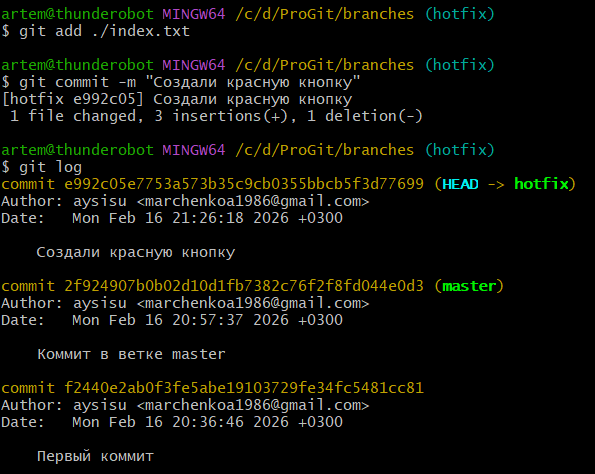 artem@thunderobot MINGW64 /c/d/ProGit/branches (hotfix)
$ git add ./index.txt
artem@thunderobot MINGW64 /c/d/ProGit/branches (hotfix)
$ git commit -m "Создали красную кнопку"
[hotfix e992c05] Создали красную кнопку
 1 file changed, 3 insertions(+), 1 deletion(-)
artem@thunderobot MINGW64 /c/d/ProGit/branches (hotfix)
$ git log
commit e992c05e7753a573b35c9cb0355bbcb5f3d77699 (HEAD -> hotfix)
Author: aysisu <marchenkoa1986@gmail.com>
Date:   Mon Feb 16 21:26:18 2026 +0300
    Создали красную кнопку
commit 2f924907b0b02d10d1fb7382c76f2f8fd044e0d3 (master)
Author: aysisu <marchenkoa1986@gmail.com>
Date:   Mon Feb 16 20:57:37 2026 +0300
    Коммит в ветке master
commit f2440e2ab0f3fe5abe19103729fe34fc5481cc81
Author: aysisu <marchenkoa1986@gmail.com>
Date:   Mon Feb 16 20:36:46 2026 +0300
    Первый коммит